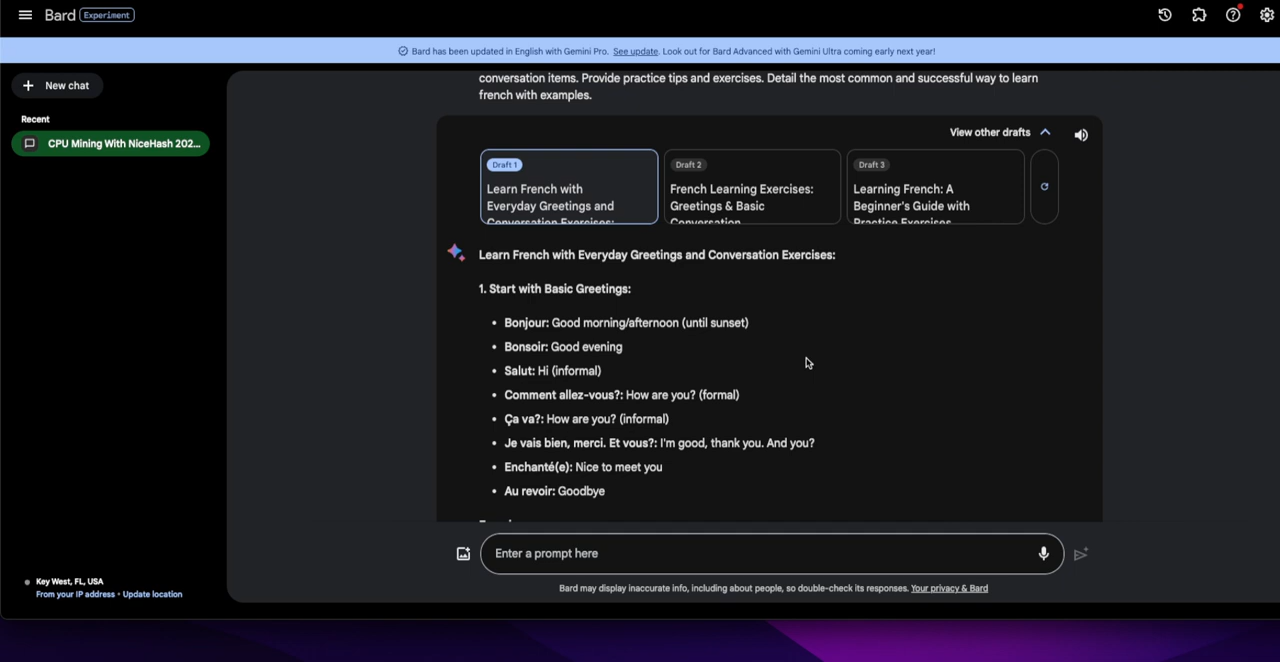 Bard Experiment
Bard has been updated in English with Gemini Pro. See update. Look out for Bard Advanced with Gemini Ultra coming early next year!
New chat
Recent
CPU Mining With NiceHash 202...
conversation items. Provide practice tips and exercises. Detail the most common and successful way to learn
french with examples.
View other drafts
Draft 1
Learn French with
Everyday Greetings and
Conversation Exercises:
Draft 2
French Learning Exercises:
Greetings & Basic
Conversation
Draft 3
Learning French: A
Beginner's Guide with
Practice Exercises
Learn French with Everyday Greetings and Conversation Exercises:
1. Start with Basic Greetings:
• Bonjour: Good morning/afternoon (until sunset)
• Bonsoir: Good evening
• Salut: Hi (informal)
• Comment allez-vous?: How are you? (formal)
• Ça va?: How are you? (informal)
• Je vais bien, merci. Et vous?: I'm good, thank you. And you?
• Enchanté(e): Nice to meet you
• Au revoir: Goodbye
Enter a prompt here
Bard may display inaccurate info, including about people, so double-check its responses. Your privacy & Bard
Key West, FL, USA
From your IP address • Update location